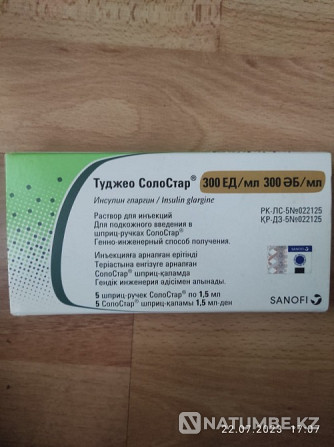 Туджео СолоСтар® 300 ЕД/мл 300 ӘБ/мл
Инсулин гларгин / Insulin glargine
РК-ЛС-5№022125
ҚР-ДЗ-5№022125
Раствор для инъекций
Для подкожного введения в
шприц-ручках СолоСтар®
Генно-инженерный способ получения.
Инъекцияға арналған ерітінді
Теріастына енгізуге арналған
СолоСтар® шприц-қаламда
Гендік инженерия әдісімен алынады.
5 шприц-ручек СолоСтар® по 1,5 мл
5 СолоСтар® шприц-қаламы 1,5 мл-ден
SANOFI
22.07.2023 17:07
NATUMBE.KZ